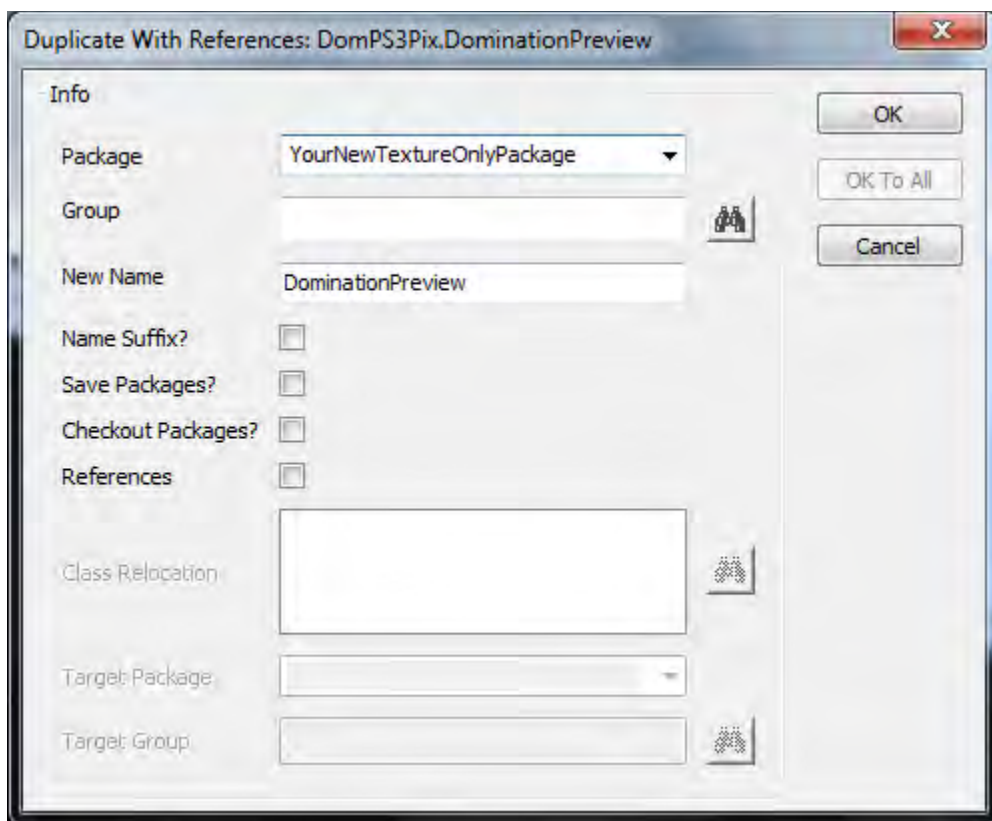 Duplicate With References: DomPS3Pix.DominationPreview
Info
Package
YourNewTextureOnlyPackage
Group
New Name
DominationPreview
Name Suffix?
Save Packages?
Checkout Packages?
References
Class Relocation
Target Package
Target Group
OK
OK To All
Cancel